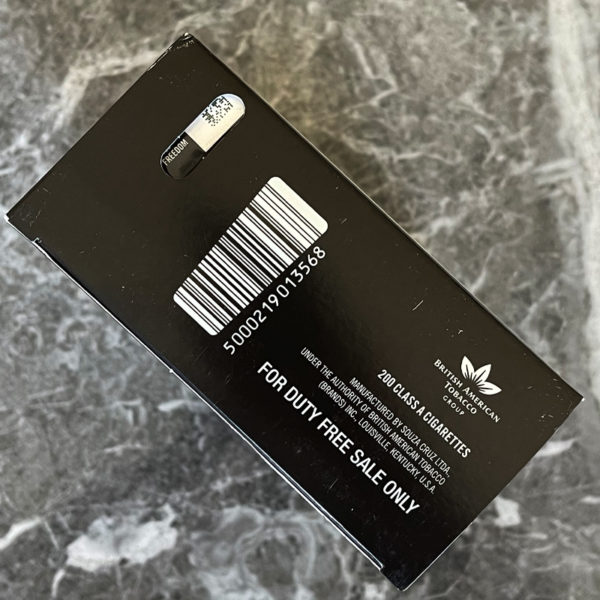 FREEDOM
5000219013568
BRITISH AMERICAN
TOBACCO
GROUP
200 CLASS A CIGARETTES
MANUFACTURED BY SOUZA CRUZ LTDA.,
UNDER THE AUTHORITY OF BRITISH AMERICAN TOBACCO
(BRANDS) INC., LOUISVILLE, KENTUCKY, U.S.A.
FOR DUTY FREE SALE ONLY